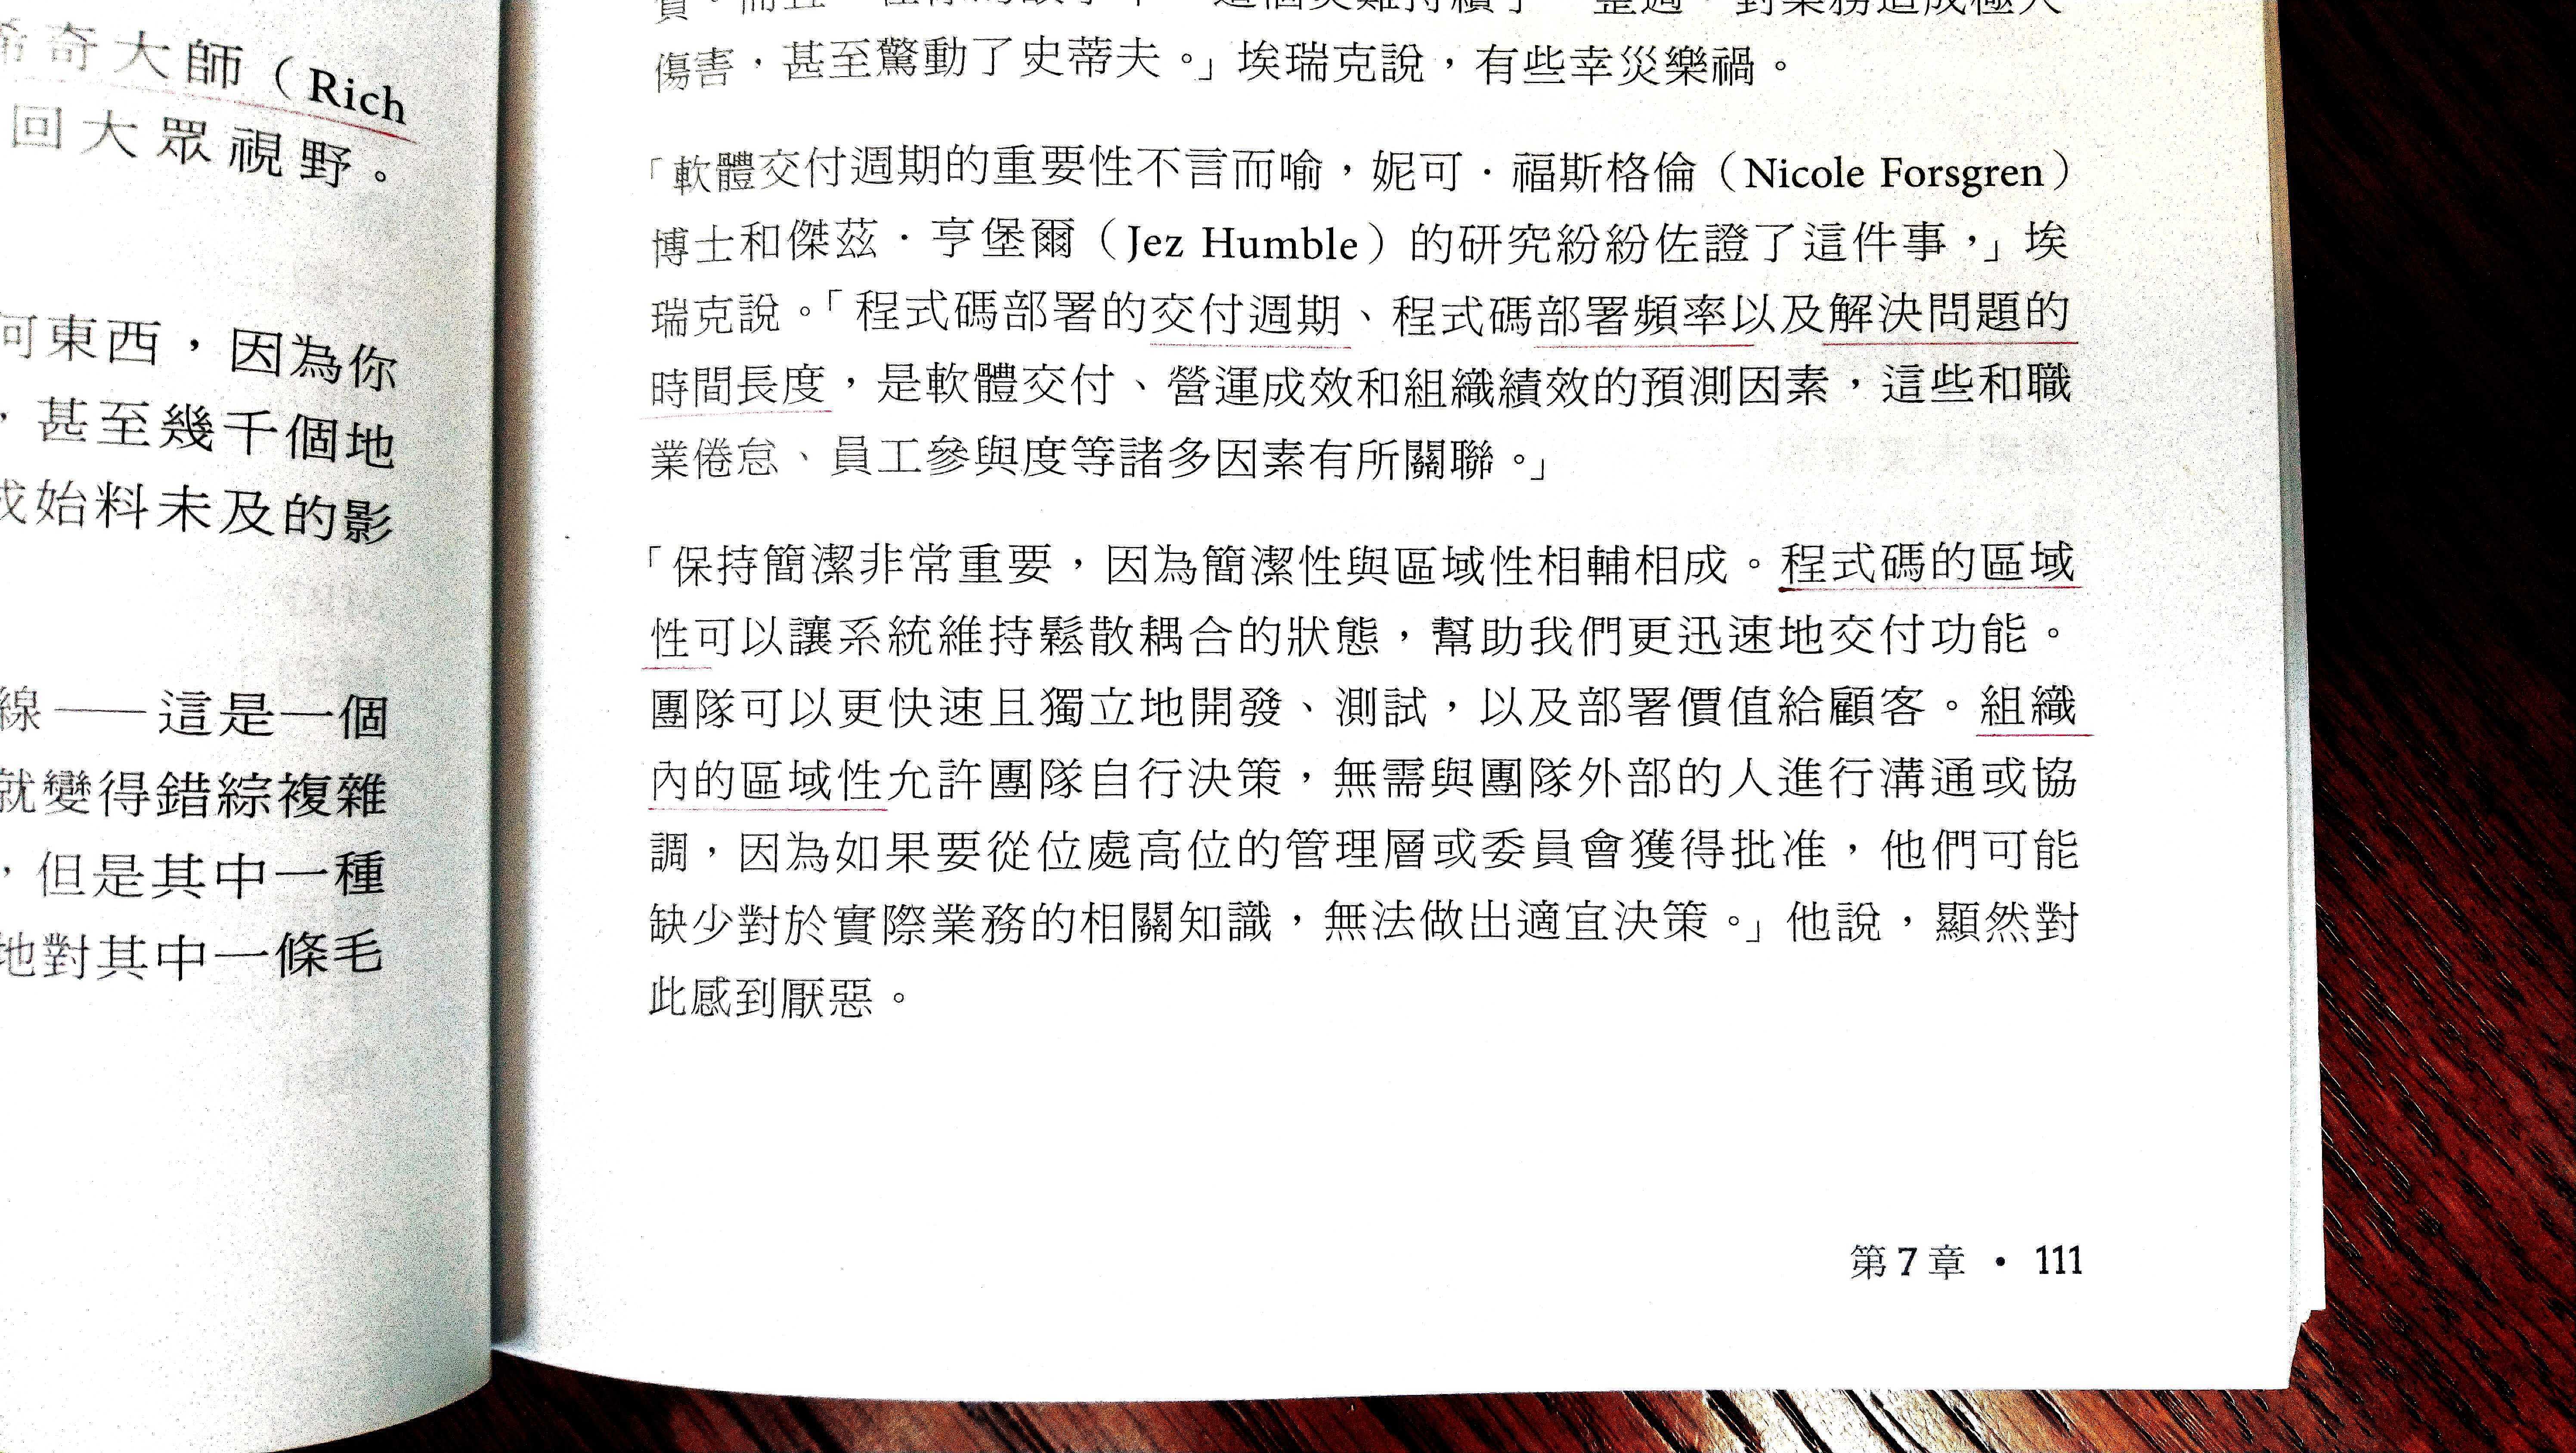 希奇大師（Rich
回大眾視野。
何東西，因為你
，甚至幾千個地
成始料未及的影
線——這是一個
就變得錯綜複雜
，但是其中一種
地對其中一條毛
傷害，甚至驚動了史蒂夫。」埃瑞克說，有些幸災樂禍。
「軟體交付週期的重要性不言而喻，妮可．福斯格倫（Nicole Forsgren）
博士和傑茲．亨堡爾（Jez Humble）的研究紛紛佐證了這件事，」埃
瑞克說。「程式碼部署的交付週期、程式碼部署頻率以及解決問題的
時間長度，是軟體交付、營運成效和組織績效的預測因素，這些和職
業倦怠、員工參與度等諸多因素有所關聯。」
「保持簡潔非常重要，因為簡潔性與區域性相輔相成。程式碼的區域
性可以讓系統維持鬆散耦合的狀態，幫助我們更迅速地交付功能。
團隊可以更快速且獨立地開發、測試，以及部署價值給顧客。組織
內的區域性允許團隊自行決策，無需與團隊外部的人進行溝通或協
調，因為如果要從位處高位的管理層或委員會獲得批准，他們可能
缺少對於實際業務的相關知識，無法做出適宜決策。」他說，顯然對
此感到厭惡。
第 7 章 • 111